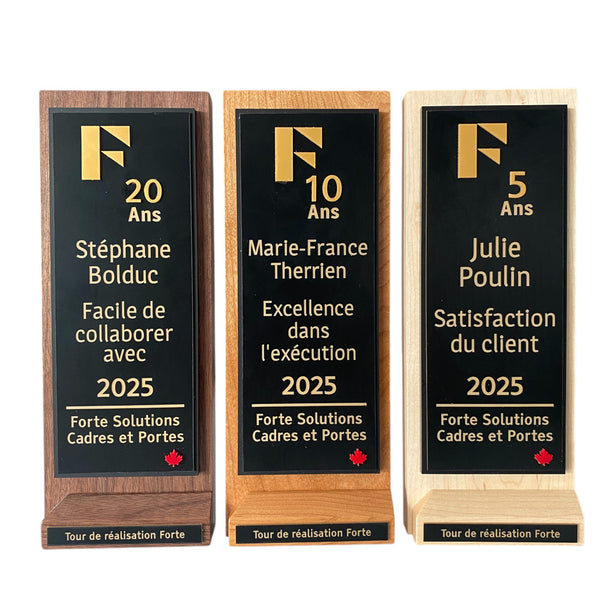 F
20
Ans
Stéphane
Bolduc
Facile de
collaborer
avec
2025
Forte Solutions
Cadres et Portes
Tour de réalisation Forte
F
10
Ans
Marie-France
Therrien
Excellence
dans
l'exécution
2025
Forte Solutions
Cadres et Portes
Tour de réalisation Forte
F
5
Ans
Julie
Poulin
Satisfaction
du client
2025
Forte Solutions
Cadres et Portes
Tour de réalisation Forte